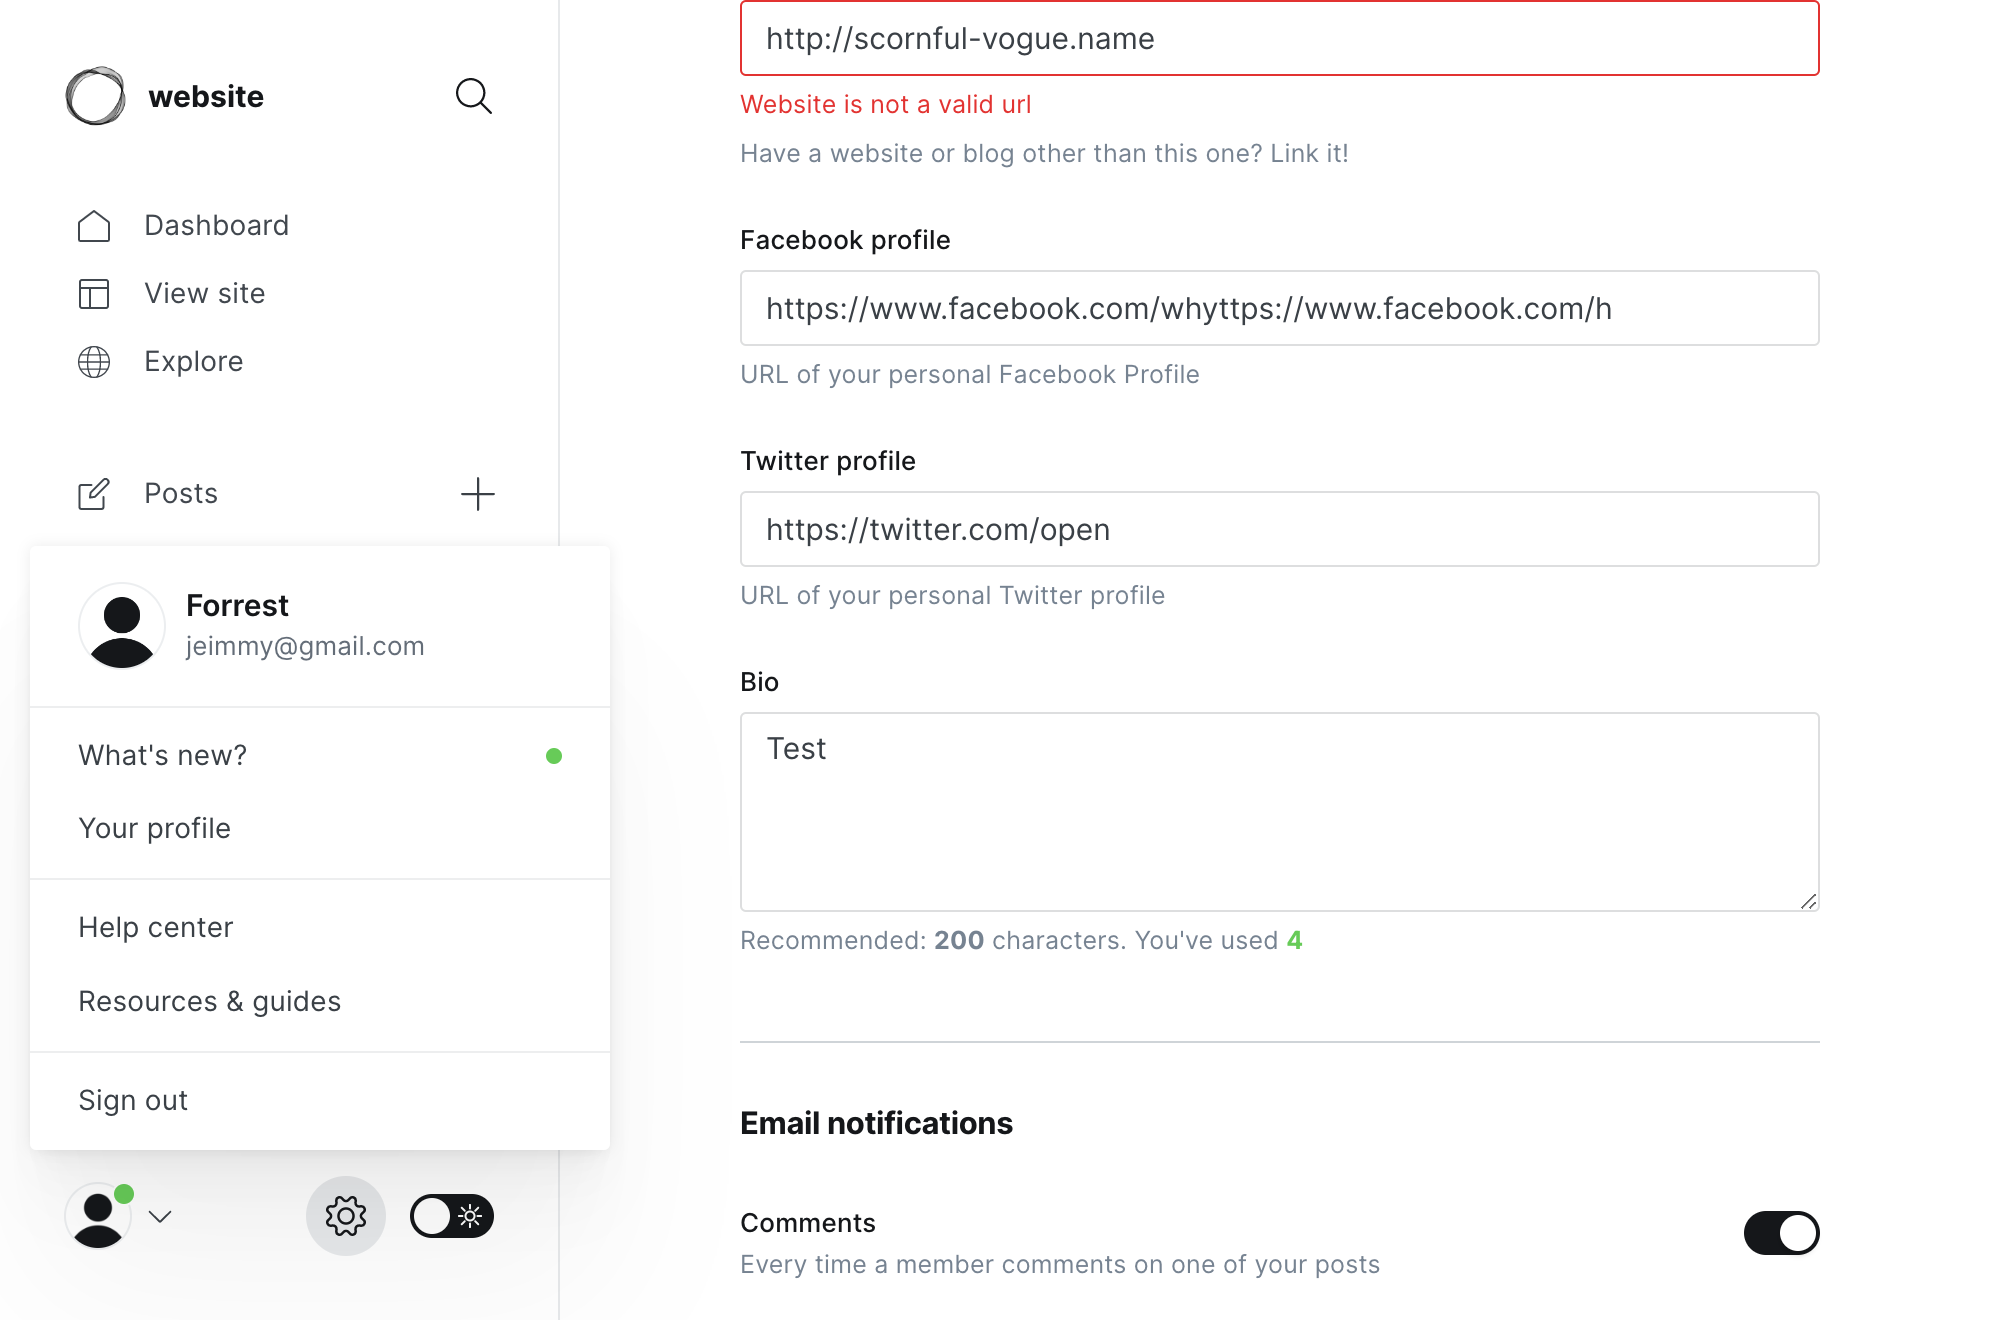 website
Dashboard
View site
Explore
Posts
Forrest
jeimmy@gmail.com
What's new?
Your profile
Help center
Resources & guides
Sign out
http://scornful-vogue.name
Website is not a valid url
Have a website or blog other than this one? Link it!
Facebook profile
https://www.facebook.com/whyttps://www.facebook.com/h
URL of your personal Facebook Profile
Twitter profile
https://twitter.com/open
URL of your personal Twitter profile
Bio
Test
Recommended: 200 characters. You've used 4
Email notifications
Comments
Every time a member comments on one of your posts